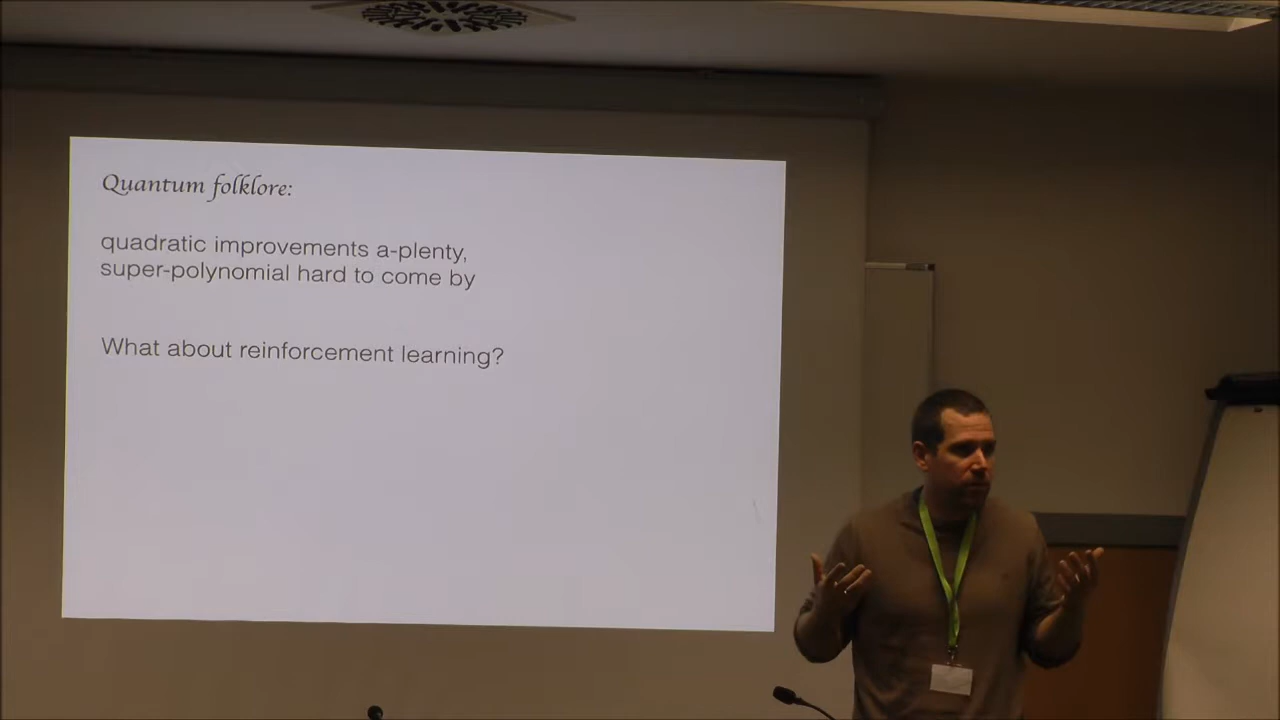 Quantum folklore:
quadratic improvements a-plenty,
super-polynomial hard to come by
What about reinforcement learning?